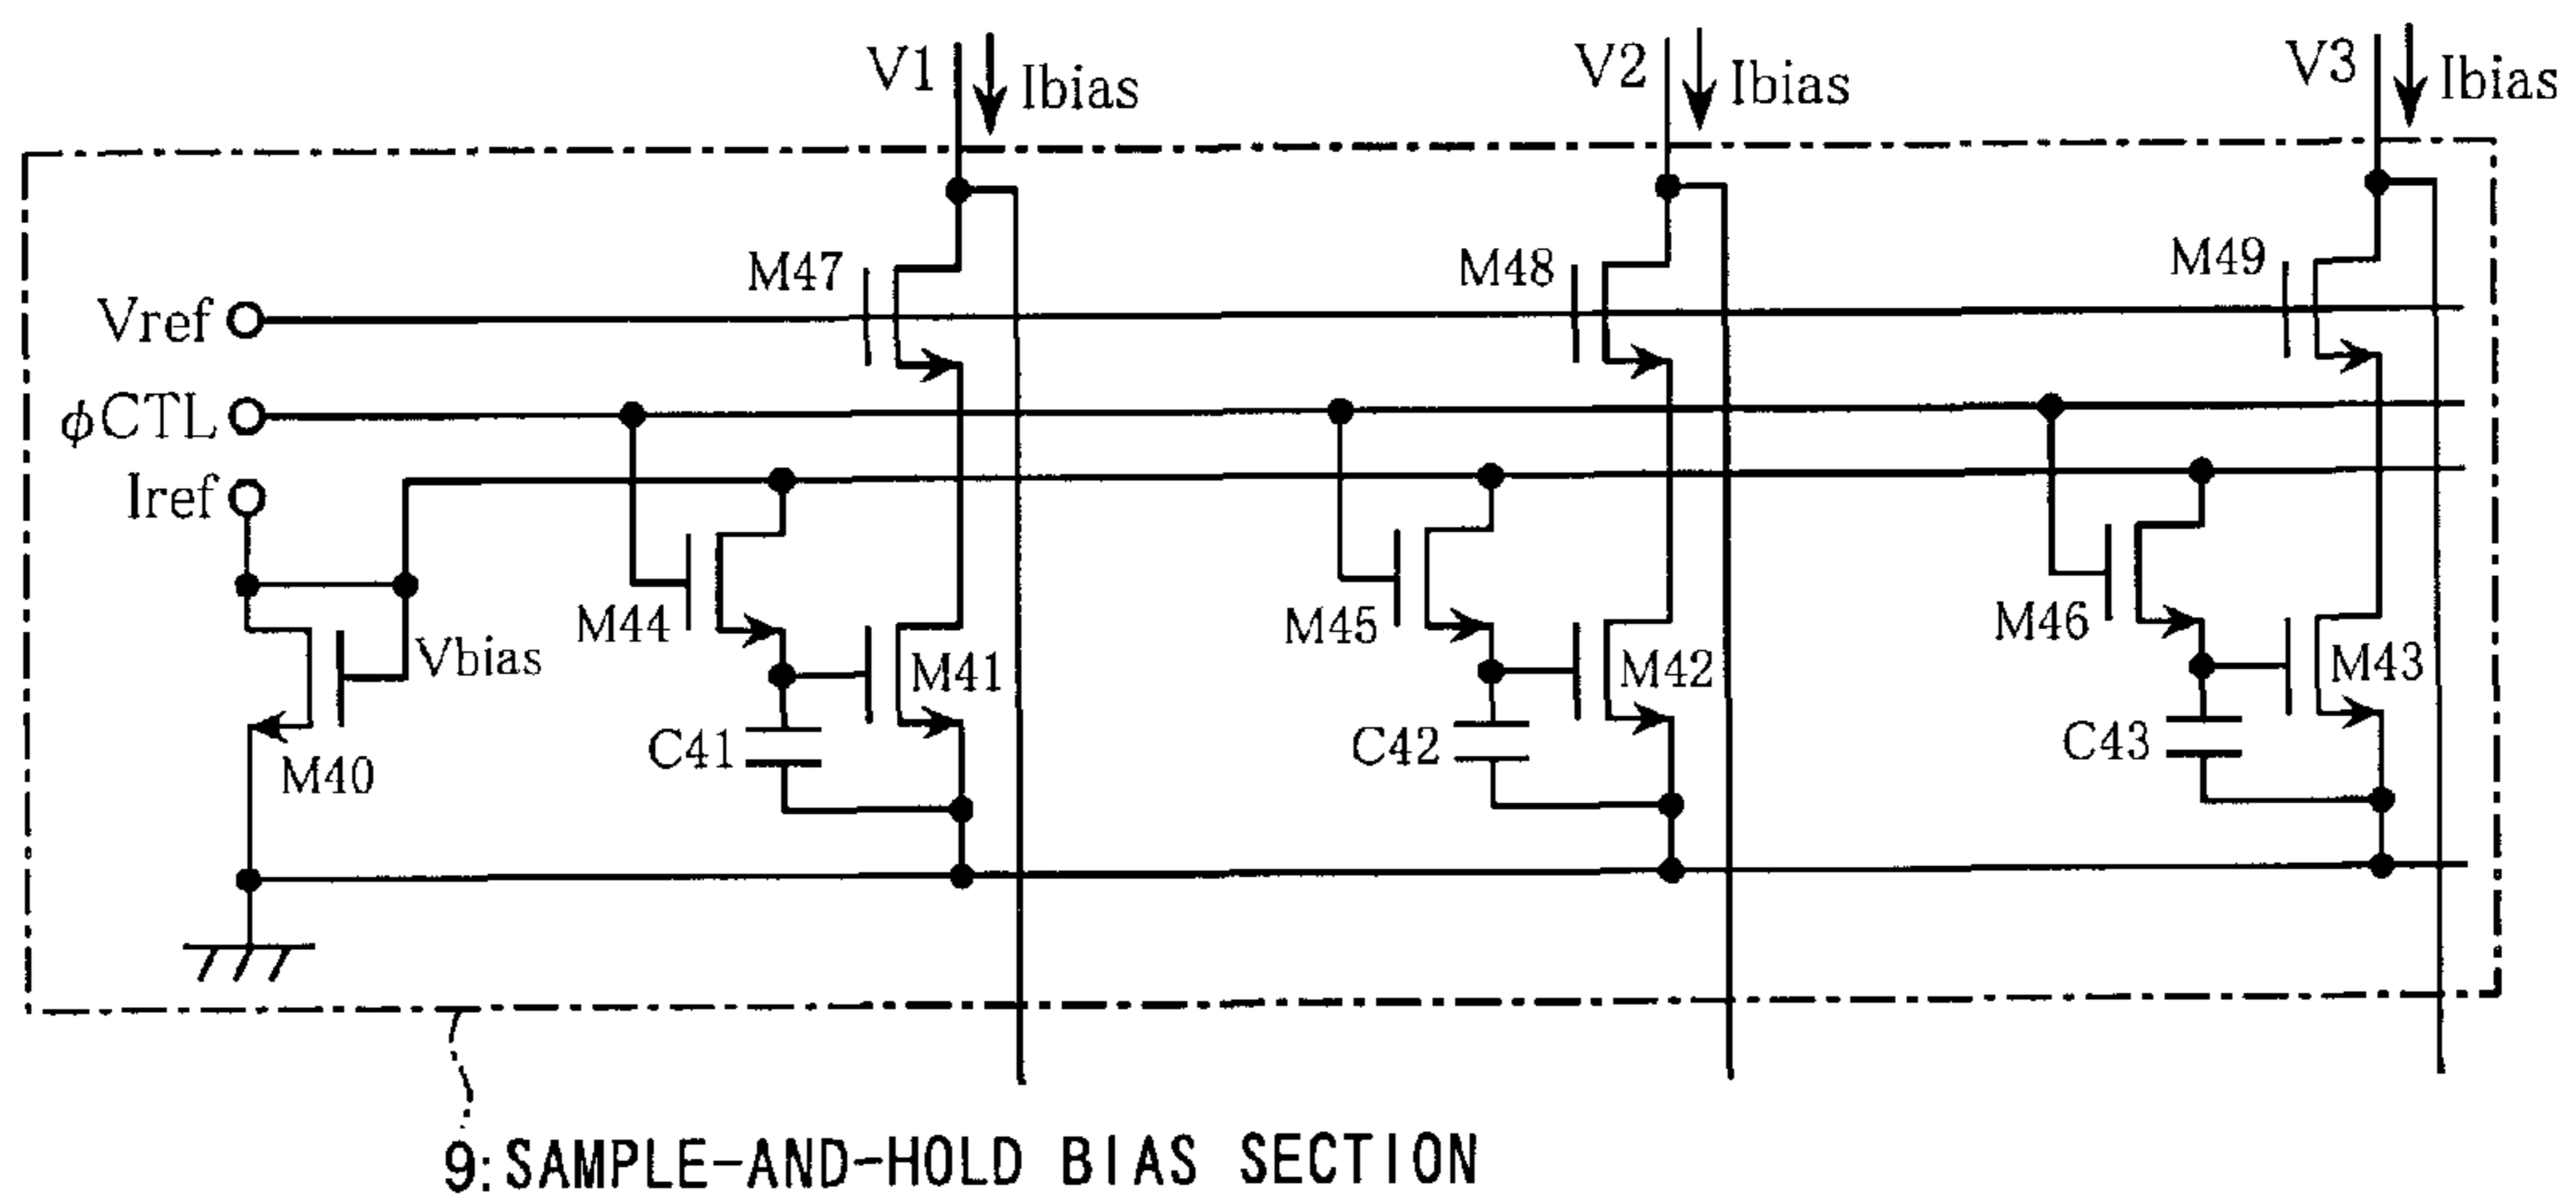 V1
Ibias
V2
Ibias
V3
Ibias
M47
M48
M49
Vref
φCTL
Iref
M44
M45
M46
Vbias
M41
M42
M43
M40
C41
C42
C43
9:SAMPLE-AND-HOLD BIAS SECTION